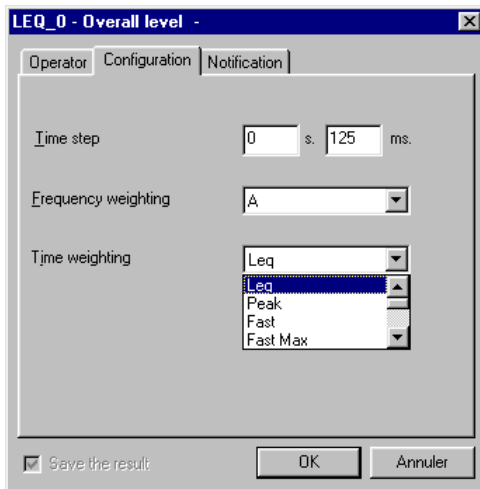 LEQ_0 - Overall level -
Operator Configuration Notification
Time step 0 s. 125 ms.
Frequency weighting A
Time weighting Leq
Leq
Peak
Fast
Fast Max
Save the result OK Annuler